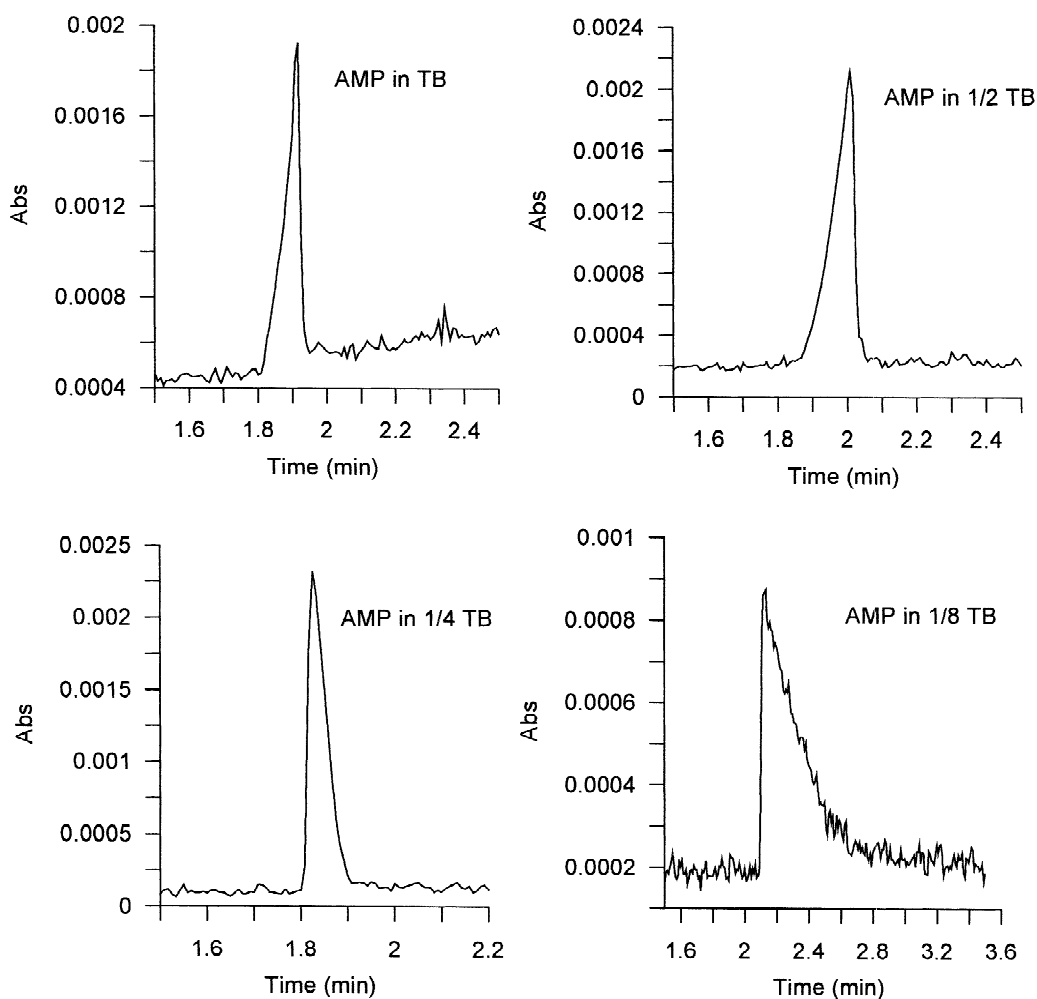 0.002
0.0016
0.0012
0.0008
0.0004
Abs
AMP in TB
1.6 1.8 2 2.2 2.4
Time (min)
0.0024
0.002
0.0016
0.0012
0.0008
0.0004
0
Abs
AMP in 1/2 TB
1.6 1.8 2 2.2 2.4
Time (min)
0.0025
0.002
0.0015
0.001
0.0005
0
Abs
AMP in 1/4 TB
1.6 1.8 2 2.2
Time (min)
0.001
0.0008
0.0006
0.0004
0.0002
Abs
AMP in 1/8 TB
1.6 2 2.4 2.8 3.2 3.6
Time (min)